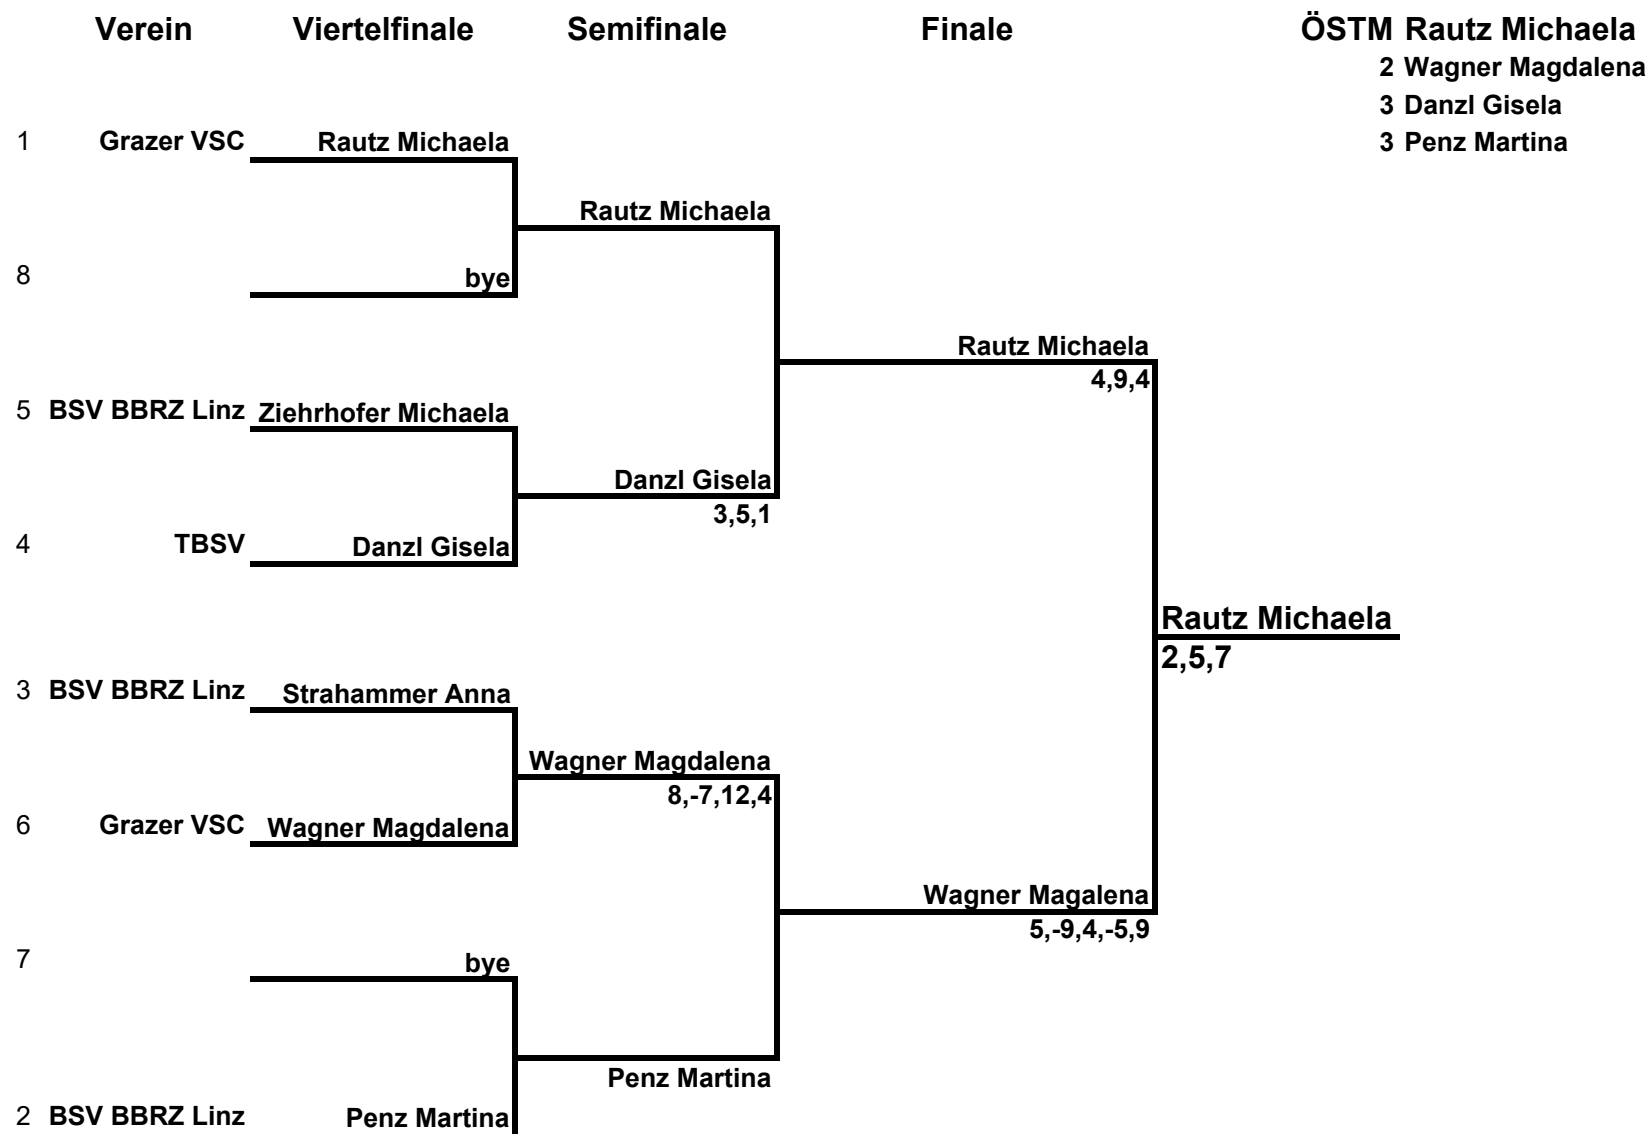 Verein Viertelfinale Semifinale Finale ÖSTM Rautz Michaela
2 Wagner Magdalena
3 Danzl Gisela
1 Grazer VSC Rautz Michaela 3 Penz Martina
Rautz Michaela
8 bye
Rautz Michaela
4,9,4
5 BSV BBRZ Linz Ziehrhofer Michaela
Danzl Gisela
3,5,1
4 TBSV Danzl Gisela
Rautz Michaela
2,5,7
3 BSV BBRZ Linz Strahammer Anna
Wagner Magdalena
8,-7,12,4
6 Grazer VSC Wagner Magdalena
Wagner Magalena
5,-9,4,-5,9
7 bye
Penz Martina
2 BSV BBRZ Linz Penz Martina